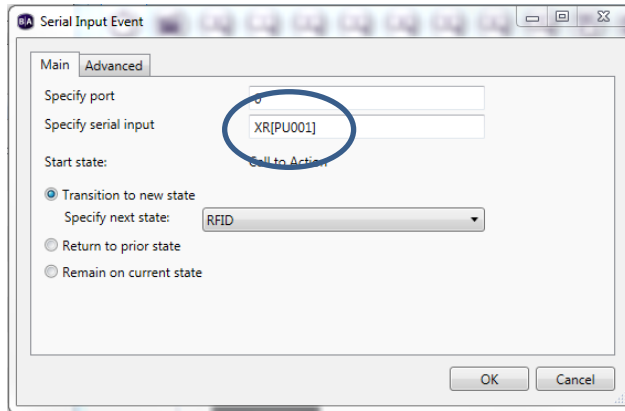 BA Serial Input Event
Main Advanced
Specify port 0
Specify serial input XR[PU001]
Start state: Call to Action
Transition to new state
Specify next state: RFID
Return to prior state
Remain on current state
OK Cancel